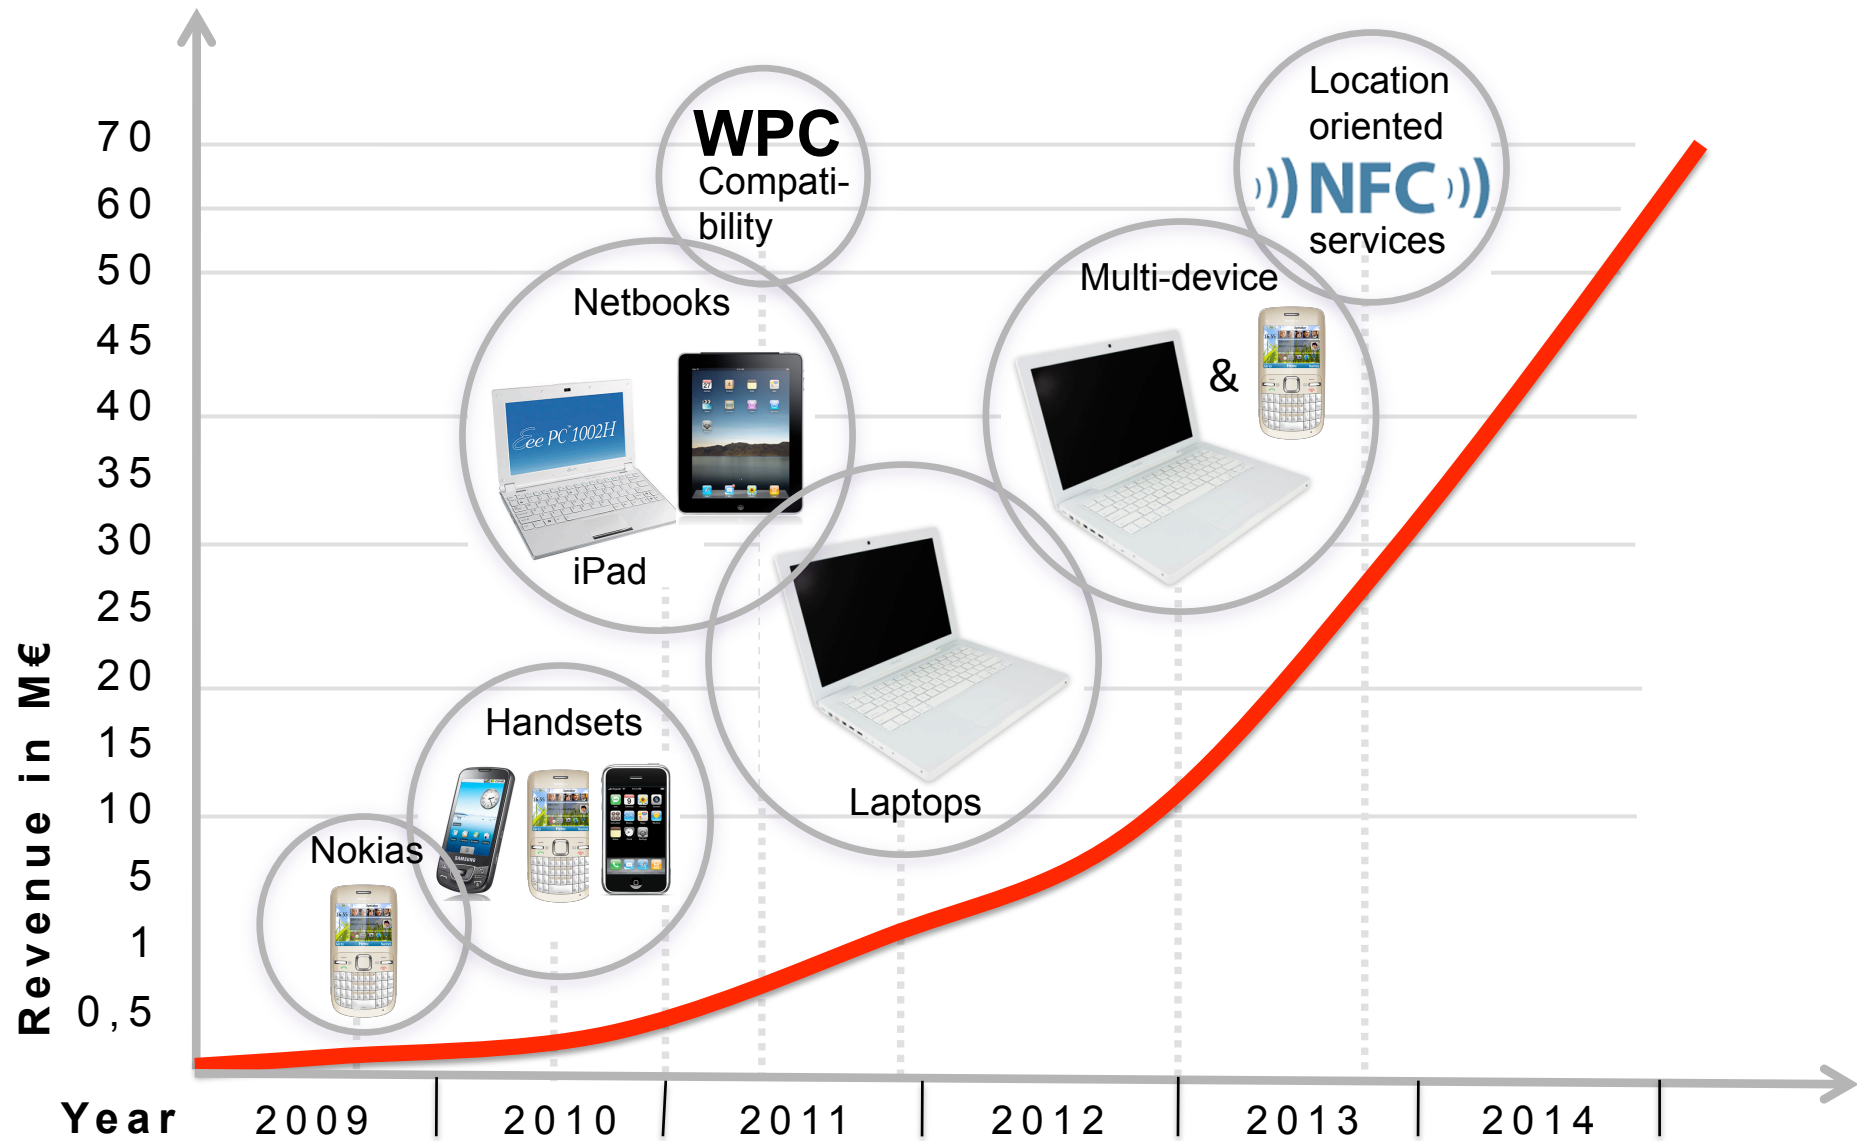 70
60
50
45
40
35
30
25
20
15
10
5
1
0,5
Revenue in M€
Year
2009
2010
2011
2012
2013
2014
WPC
Compati-
bility
Location
oriented
NFC
services
Netbooks
Eee PC 1002H
iPad
Multi-device
&
Handsets
SAMSUNG
Laptops
Nokias